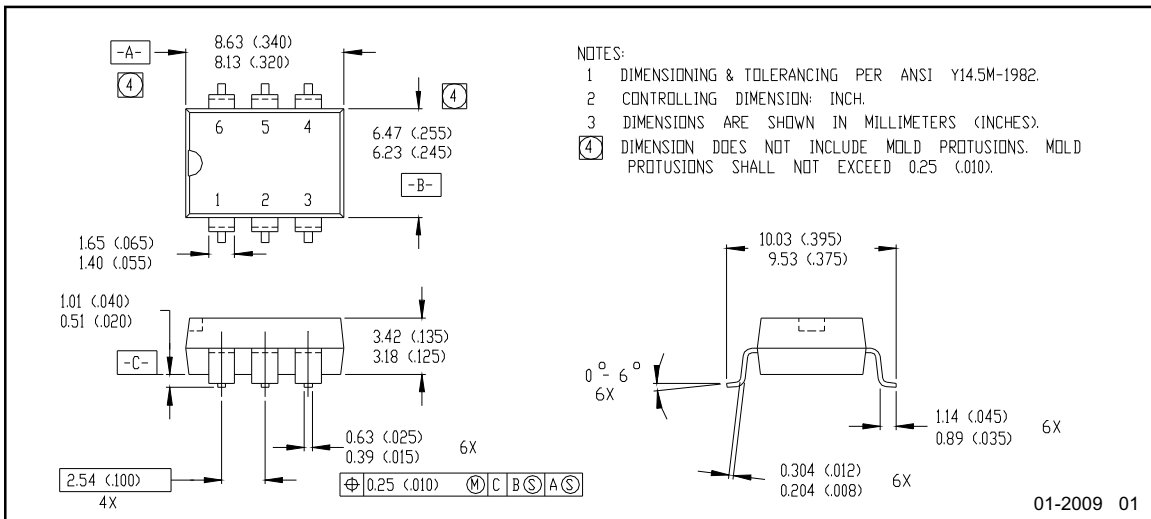 -A-
8.63 (.340)
8.13 (.320)
4
4
6 5 4
6.47 (.255)
6.23 (.245)
-B-
1 2 3
1.65 (.065)
1.40 (.055)
NOTES:
1 DIMENSIONING & TOLERANCING PER ANSI Y14.5M-1982.
2 CONTROLLING DIMENSION: INCH.
3 DIMENSIONS ARE SHOWN IN MILLIMETERS (INCHES).
4 DIMENSION DOES NOT INCLUDE MOLD PROTUSIONS. MOLD
PROTUSIONS SHALL NOT EXCEED 0.25 (.010).
1.01 (.040)
0.51 (.020)
-C-
3.42 (.135)
3.18 (.125)
0.63 (.025)
0.39 (.015)
6X
2.54 (.100)
4X
⌖ 0.25 (.010) Ⓜ C B Ⓢ A Ⓢ
10.03 (.395)
9.53 (.375)
0° - 6°
6X
1.14 (.045)
0.89 (.035)
6X
0.304 (.012)
0.204 (.008)
6X
01-2009 01